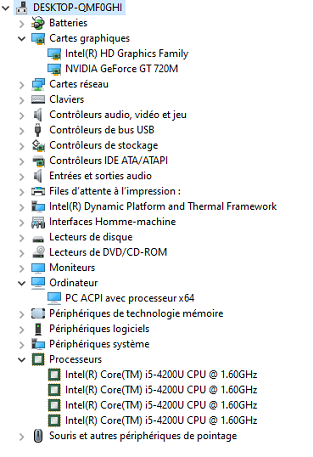 DESKTOP-QMF0GHI
Batteries
Cartes graphiques
Intel(R) HD Graphics Family
NVIDIA GeForce GT 720M
Cartes réseau
Claviers
Contrôleurs audio, vidéo et jeu
Contrôleurs de bus USB
Contrôleurs de stockage
Contrôleurs IDE ATA/ATAPI
Entrées et sorties audio
Files d'attente à l'impression :
Intel(R) Dynamic Platform and Thermal Framework
Interfaces Homme-machine
Lecteurs de disque
Lecteurs de DVD/CD-ROM
Moniteurs
Ordinateur
PC ACPI avec processeur x64
Périphériques de technologie mémoire
Périphériques logiciels
Périphériques système
Processeurs
Intel(R) Core(TM) i5-4200U CPU @ 1.60GHz
Intel(R) Core(TM) i5-4200U CPU @ 1.60GHz
Intel(R) Core(TM) i5-4200U CPU @ 1.60GHz
Intel(R) Core(TM) i5-4200U CPU @ 1.60GHz
Souris et autres périphériques de pointage